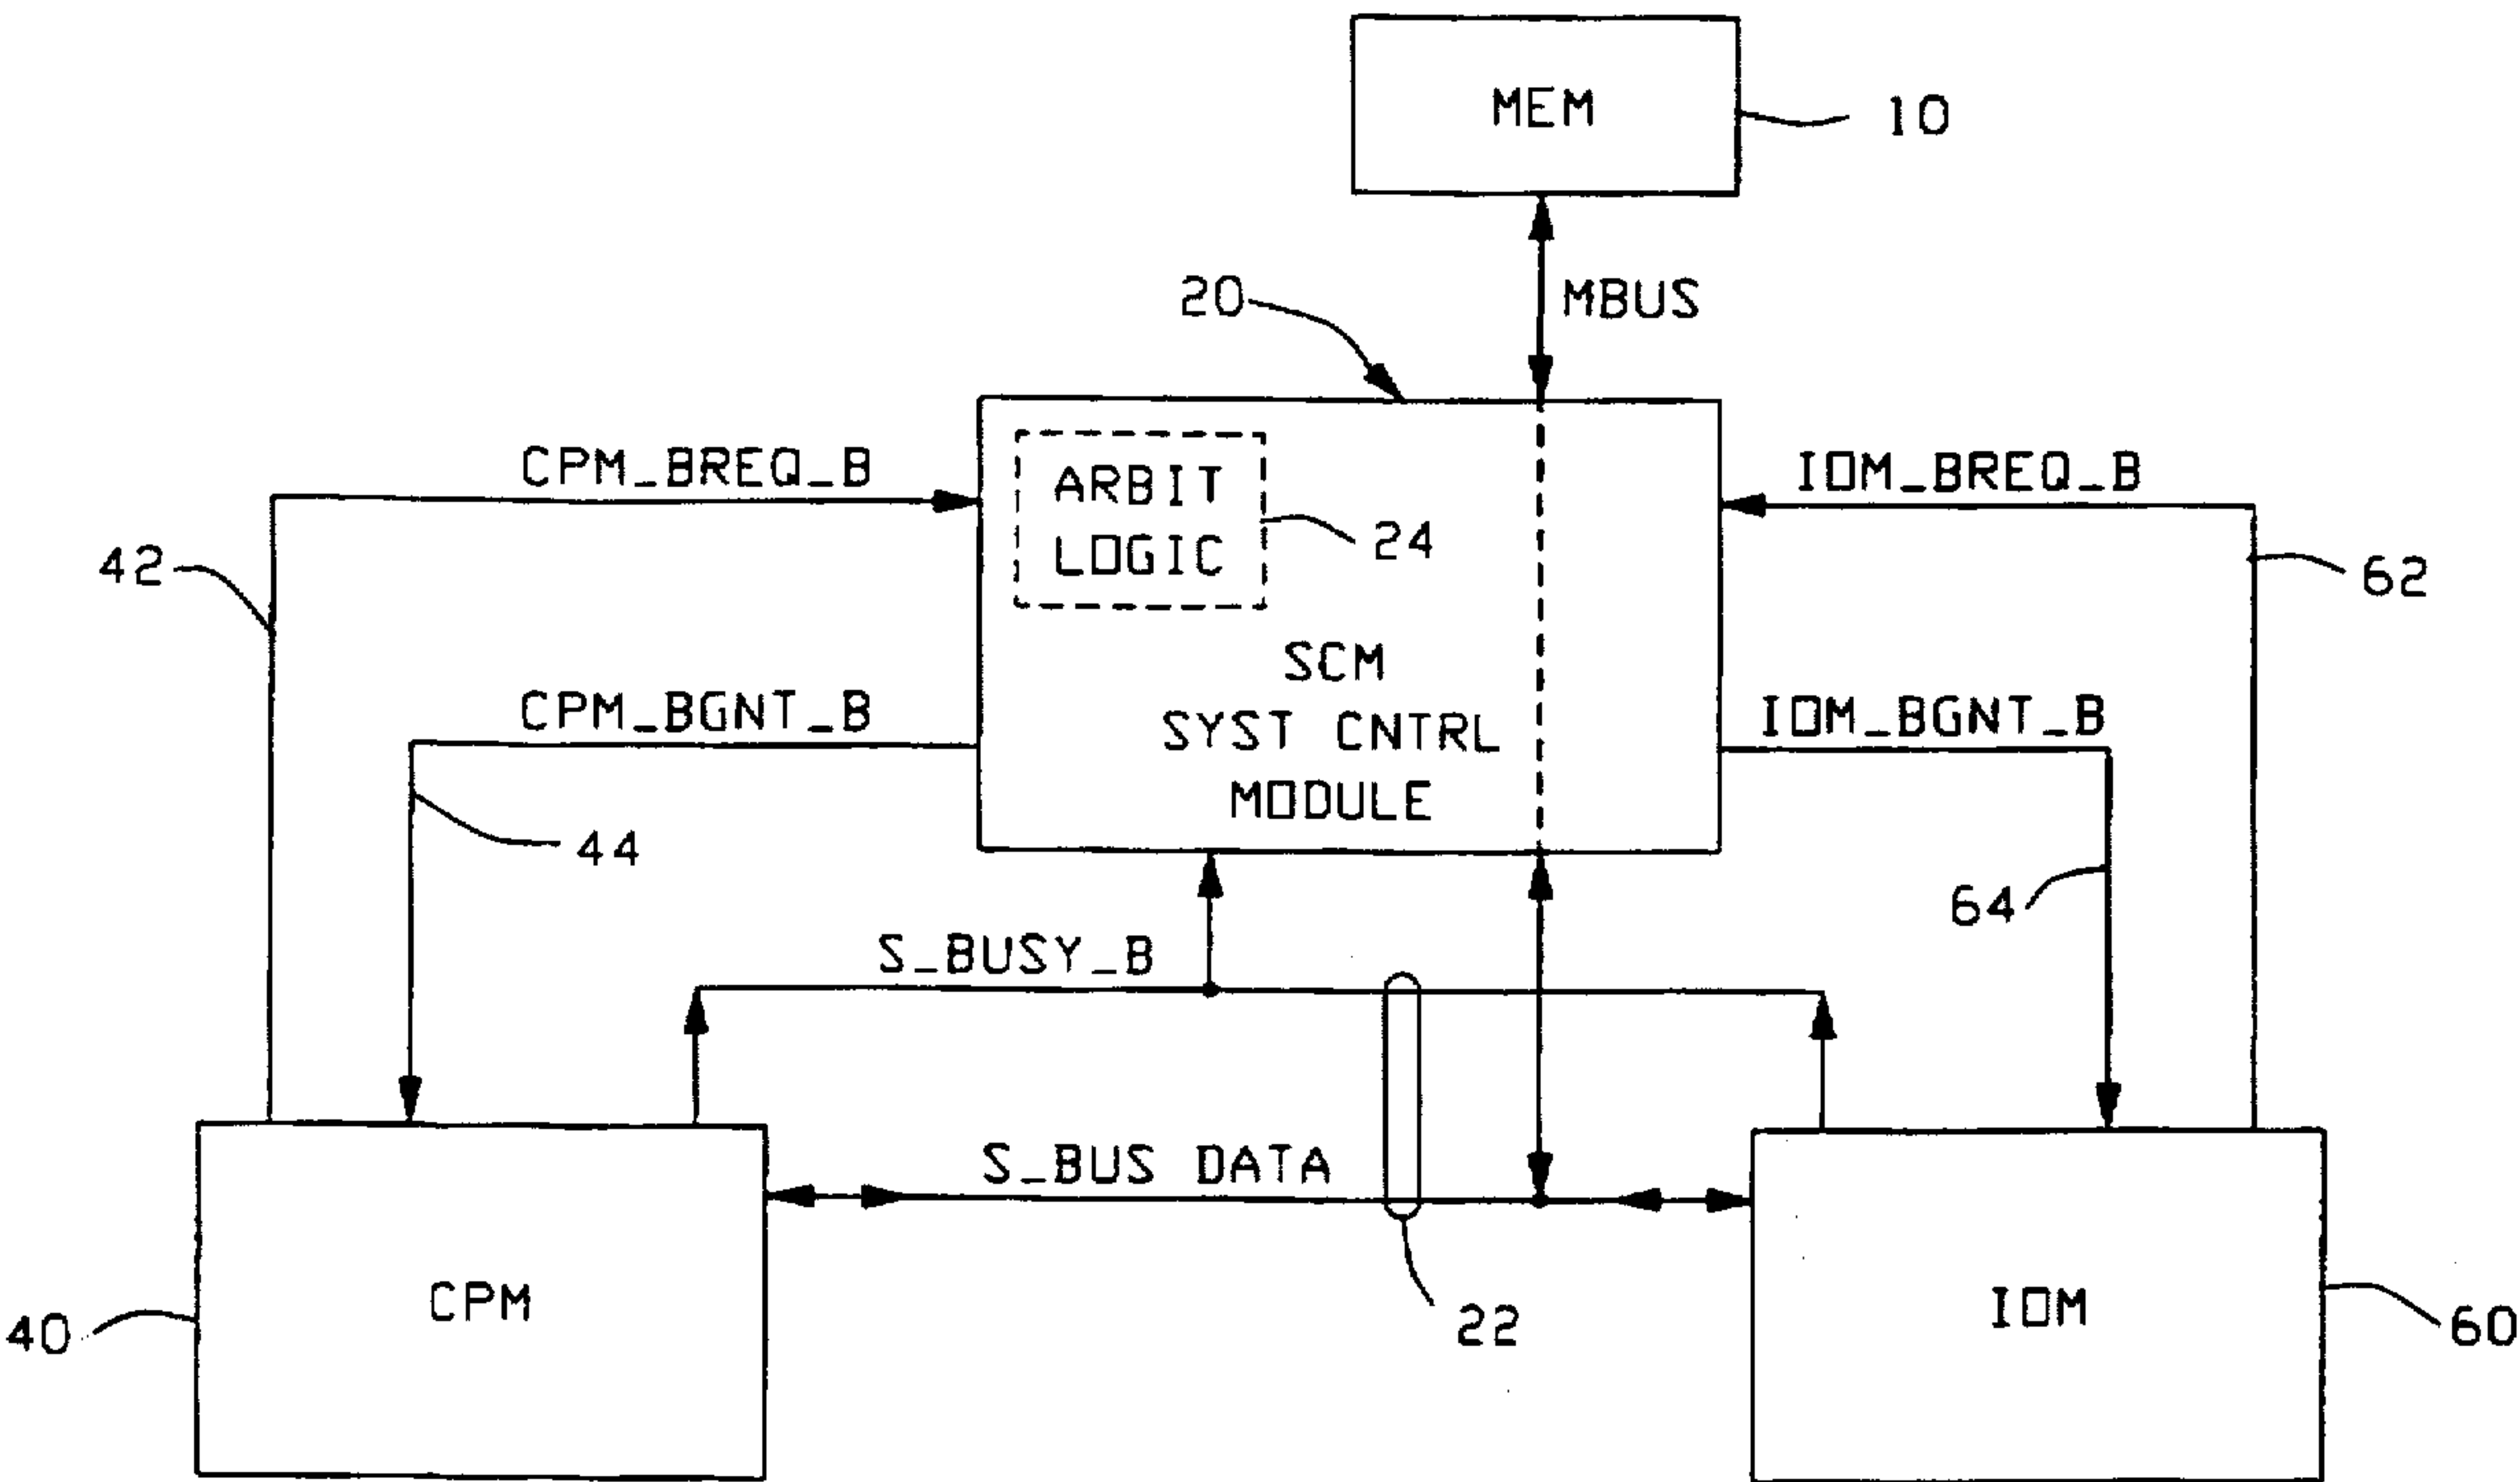 MEM
10
20
MBUS
CPM_BREQ_B
IOM_BREQ_B
ARBIT
LOGIC
24
42
62
SCM
SYST CNTRL
MODULE
CPM_BGNT_B
IOM_BGNT_B
44
64
S_BUSY_B
S_BUS DATA
CPM
IOM
22
40
60